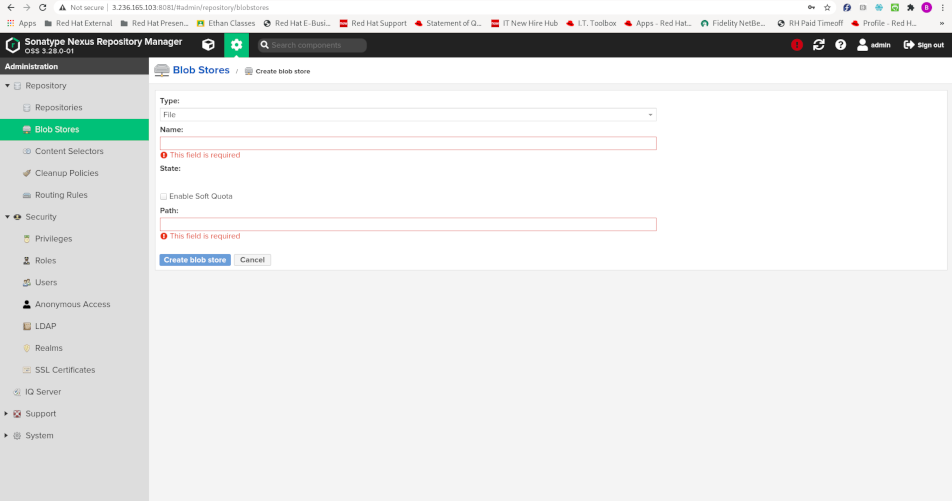 Not secure | 3.236.165.103:8081/#admin/repository/blobstores
Apps Red Hat External Red Hat Presen... Ethan Classes Red Hat E-Busi... Red Hat Support Statement of Q... IT New Hire Hub I.T. Toolbox Apps - Red Hat... Fidelity NetBe... RH Paid Timeoff Profile - Red H... »
Sonatype Nexus Repository Manager
OSS 3.28.0-01
Search components
admin
Sign out
Administration
Blob Stores / Create blob store
Repository
Repositories
Blob Stores
Content Selectors
Cleanup Policies
Routing Rules
Security
Privileges
Roles
Users
Anonymous Access
LDAP
Realms
SSL Certificates
IQ Server
Support
System
Type:
File
Name:
This field is required
State:
Enable Soft Quota
Path:
This field is required
Create blob store Cancel